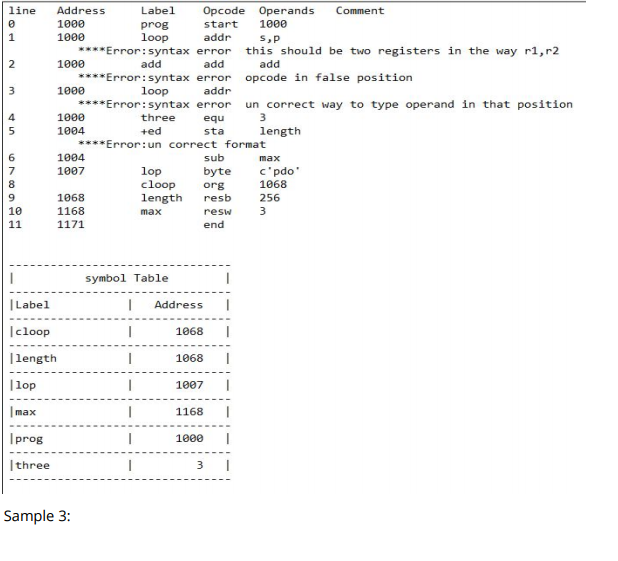 line Address Label Opcode Operands Comment
0 1000 prog start 1000
1 1000 loop addr s,p
****Error:syntax error this should be two registers in the way r1,r2
2 1000 add add add
****Error:syntax error opcode in false position
3 1000 loop addr
****Error:syntax error un correct way to type operand in that position
4 1000 three equ 3
5 1004 +ed sta length
****Error:un correct format
6 1004 sub max
7 1007 lop byte c'pdo'
8 cloop org 1068
9 1068 length resb 256
10 1168 max resw 3
11 1171 end
-------------------------------
| symbol Table |
-------------------------------
|Label | Address |
-------------------------------
|cloop | 1068 |
-------------------------------
|length | 1068 |
-------------------------------
|lop | 1007 |
-------------------------------
|max | 1168 |
-------------------------------
|prog | 1000 |
-------------------------------
|three | 3 |
-------------------------------
Sample 3: